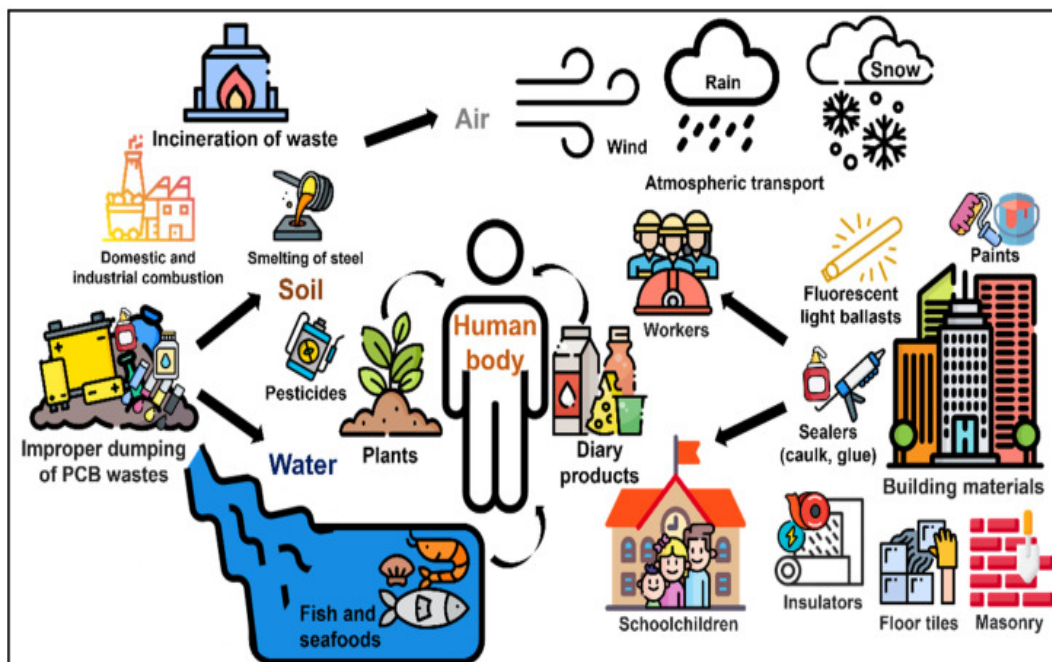 Incineration of waste
Air
Wind
Rain
Snow
Atmospheric transport
Domestic and
industrial combustion
Smelting of steel
Soil
Pesticides
Improper dumping
of PCB wastes
Water
Plants
Human
body
Diary
products
Fish and
seafoods
Workers
Fluorescent
light ballasts
Paints
Sealers
(caulk, glue)
Building materials
Schoolchildren
Insulators
Floor tiles
Masonry